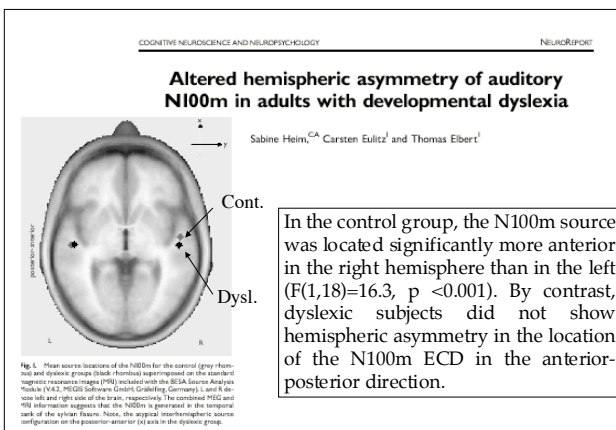 COGNITIVE NEUROSCIENCE AND NEUROPSYCHOLOGY
NEUROREPORT
Altered hemispheric asymmetry of auditory
N100m in adults with developmental dyslexia
Sabine Heim,CA Carsten Eulitz1 and Thomas Elbert1
x
y
posterior-anterior
Cont.
Dysl.
L
R
In the control group, the N100m source
was located significantly more anterior
in the right hemisphere than in the left
(F(1,18)=16.3, p <0.001). By contrast,
dyslexic subjects did not show
hemispheric asymmetry in the location
of the N100m ECD in the anterior-
posterior direction.
Fig. 1. Mean source locations of the N100m for the control (grey rhom-
bus) and dyslexic groups (black rhombus) superimposed on the standard
magnetic resonance images (MRI) included with the BESA Source Analysis
Module (V4.2, MEGIS Software GmbH, Gräfelfing, Germany). L and R de-
note left and right side of the brain, respectively. The combined MEG and
MRI information suggests that the N100m is generated in the temporal
bank of the sylvian fissure. Note, the atypical interhemispheric source
configuration on the posterior-anterior (x) axis in the dyslexic group.